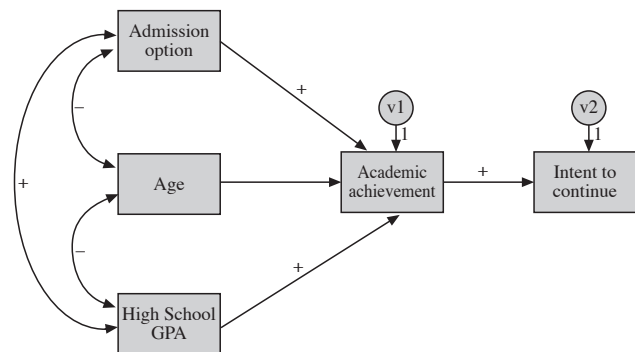 Admission
option
+
v1
v2
1
1
−
+
Age
Academic
achievement
+
Intent to
continue
−
+
High School
GPA